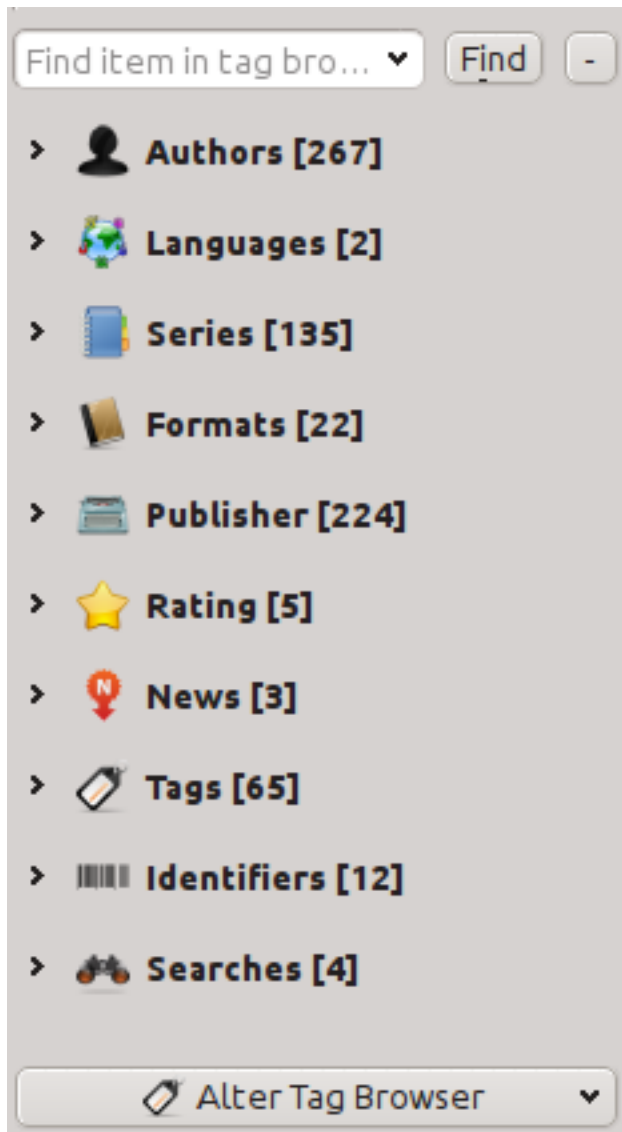 Find item in tag bro... Find -
Authors [267]
Languages [2]
Series [135]
Formats [22]
Publisher [224]
Rating [5]
N
News [3]
Tags [65]
Identifiers [12]
Searches [4]
Alter Tag Browser